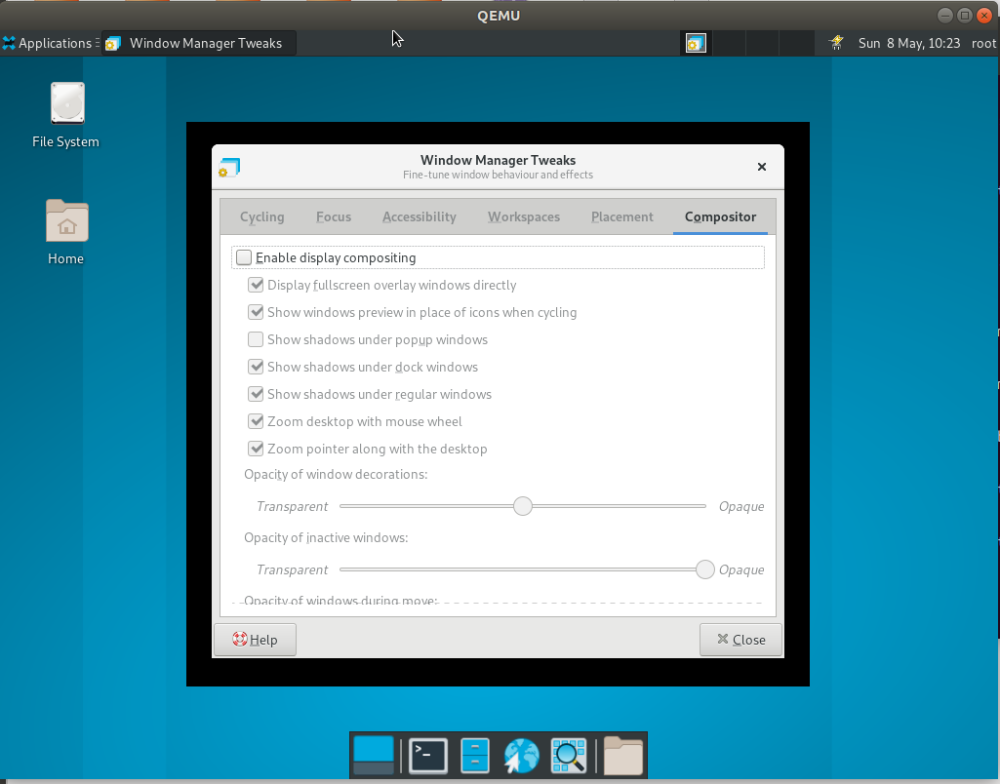 QEMU
Applications Window Manager Tweaks Sun 8 May, 10:23 root
File System
Home
Window Manager Tweaks
Fine-tune window behaviour and effects
Cycling Focus Accessibility Workspaces Placement Compositor
Enable display compositing
Display fullscreen overlay windows directly
Show windows preview in place of icons when cycling
Show shadows under popup windows
Show shadows under dock windows
Show shadows under regular windows
Zoom desktop with mouse wheel
Zoom pointer along with the desktop
Opacity of window decorations:
Transparent Opaque
Opacity of inactive windows:
Transparent Opaque
Opacity of windows during move:
Help Close